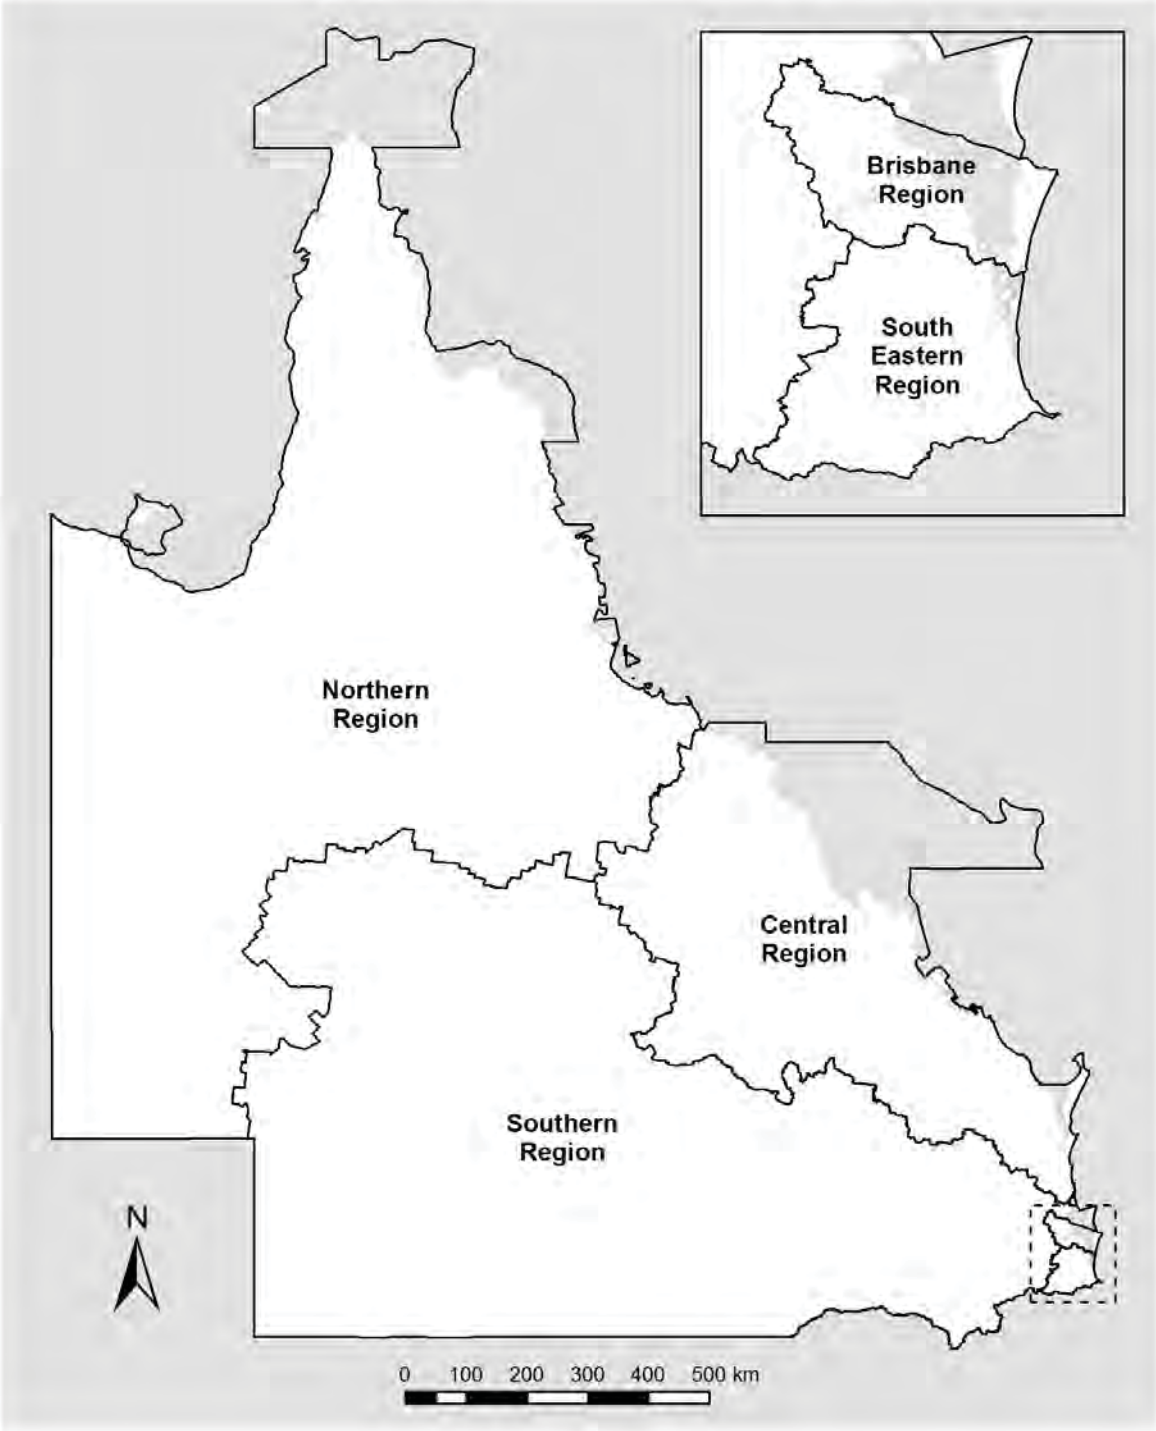 Brisbane
Region
South
Eastern
Region
Northern
Region
Central
Region
Southern
Region
N
0 100 200 300 400 500 km